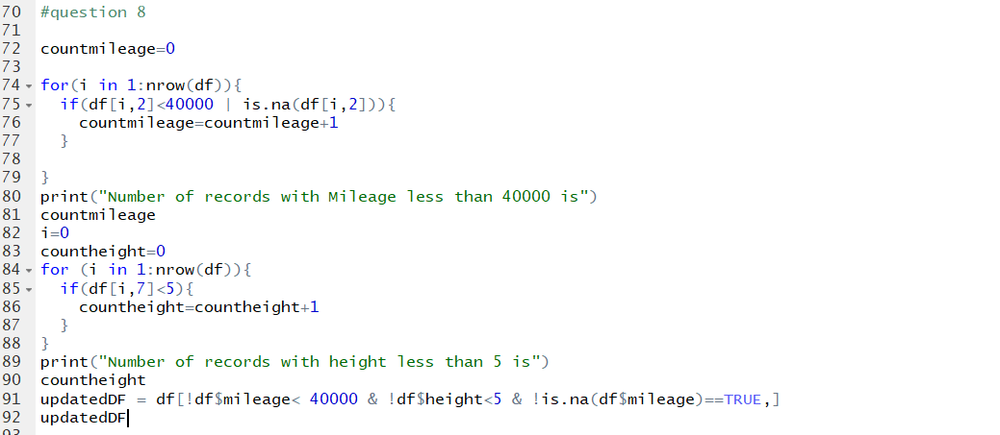 70 #question 8
71
72 countmileage=0
73
74 for(i in 1:nrow(df)){
75   if(df[i,2]<40000 | is.na(df[i,2])){
76     countmileage=countmileage+1
77   }
78
79 }
80 print("Number of records with Mileage less than 40000 is")
81 countmileage
82 i=0
83 countheight=0
84 for (i in 1:nrow(df)){
85   if(df[i,7]<5){
86     countheight=countheight+1
87   }
88 }
89 print("Number of records with height less than 5 is")
90 countheight
91 updatedDF = df[!df$mileage< 40000 & !df$height<5 & !is.na(df$mileage)==TRUE,]
92 updatedDF
93